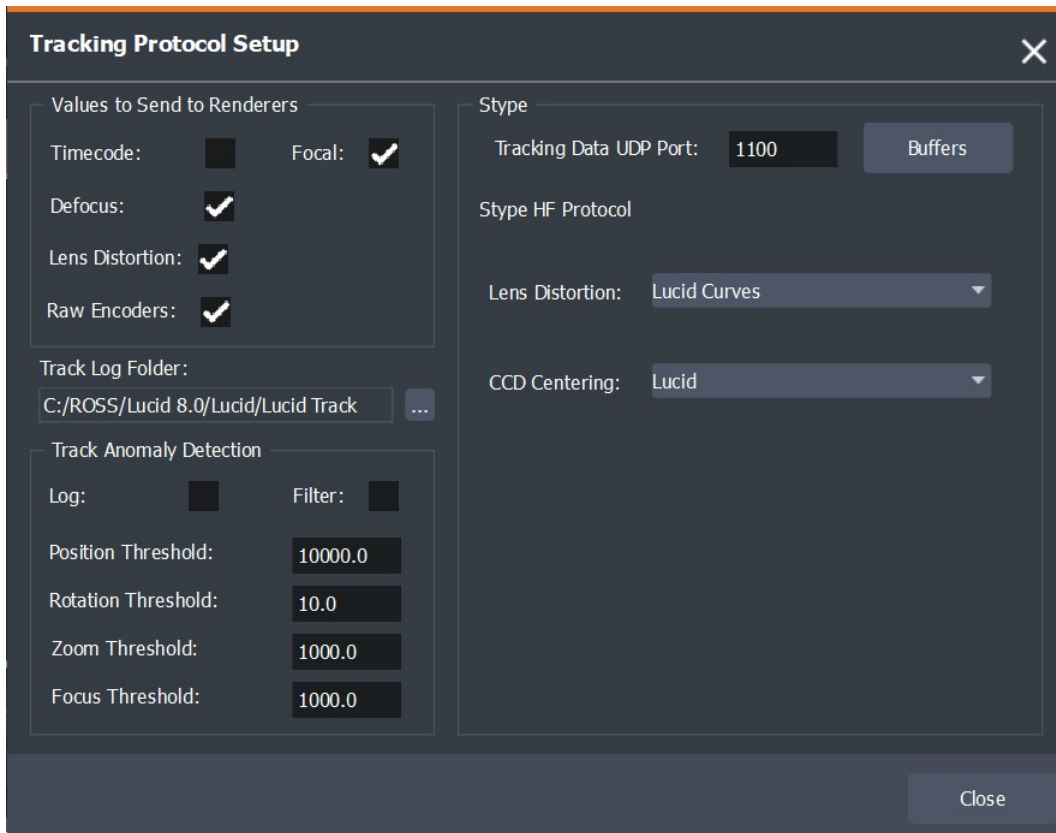 Tracking Protocol Setup
Values to Send to Renderers
Timecode: Focal:
Defocus:
Lens Distortion:
Raw Encoders:
Track Log Folder:
C:/ROSS/Lucid 8.0/Lucid/Lucid Track ...
Track Anomaly Detection
Log: Filter:
Position Threshold: 10000.0
Rotation Threshold: 10.0
Zoom Threshold: 1000.0
Focus Threshold: 1000.0
Stype
Tracking Data UDP Port: 1100 Buffers
Stype HF Protocol
Lens Distortion: Lucid Curves
CCD Centering: Lucid
Close